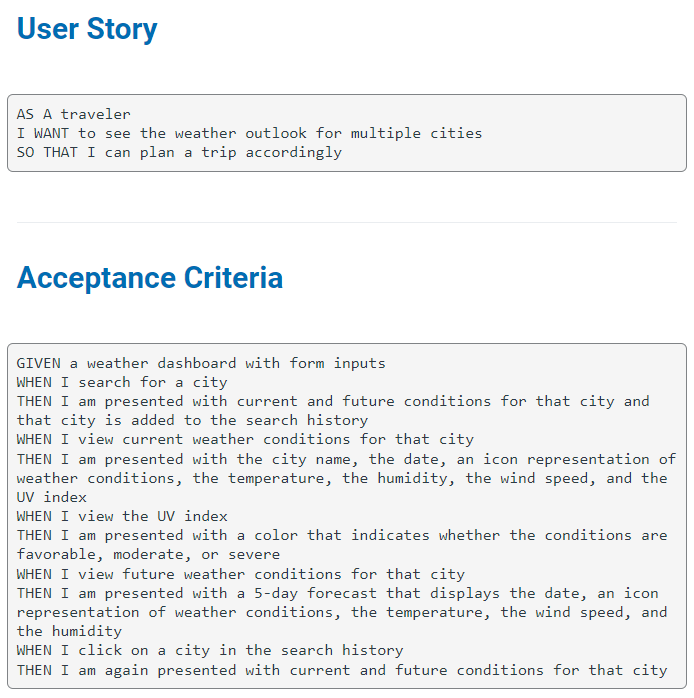 User Story
AS A traveler
I WANT to see the weather outlook for multiple cities
SO THAT I can plan a trip accordingly
Acceptance Criteria
GIVEN a weather dashboard with form inputs
WHEN I search for a city
THEN I am presented with current and future conditions for that city and
that city is added to the search history
WHEN I view current weather conditions for that city
THEN I am presented with the city name, the date, an icon representation of
weather conditions, the temperature, the humidity, the wind speed, and the
UV index
WHEN I view the UV index
THEN I am presented with a color that indicates whether the conditions are
favorable, moderate, or severe
WHEN I view future weather conditions for that city
THEN I am presented with a 5-day forecast that displays the date, an icon
representation of weather conditions, the temperature, the wind speed, and
the humidity
WHEN I click on a city in the search history
THEN I am again presented with current and future conditions for that city